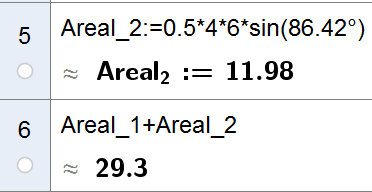 5
Areal_2:=0.5*4*6*sin(86.42°)
≈ Areal₂ := 11.98
6
Areal_1+Areal_2
≈ 29.3